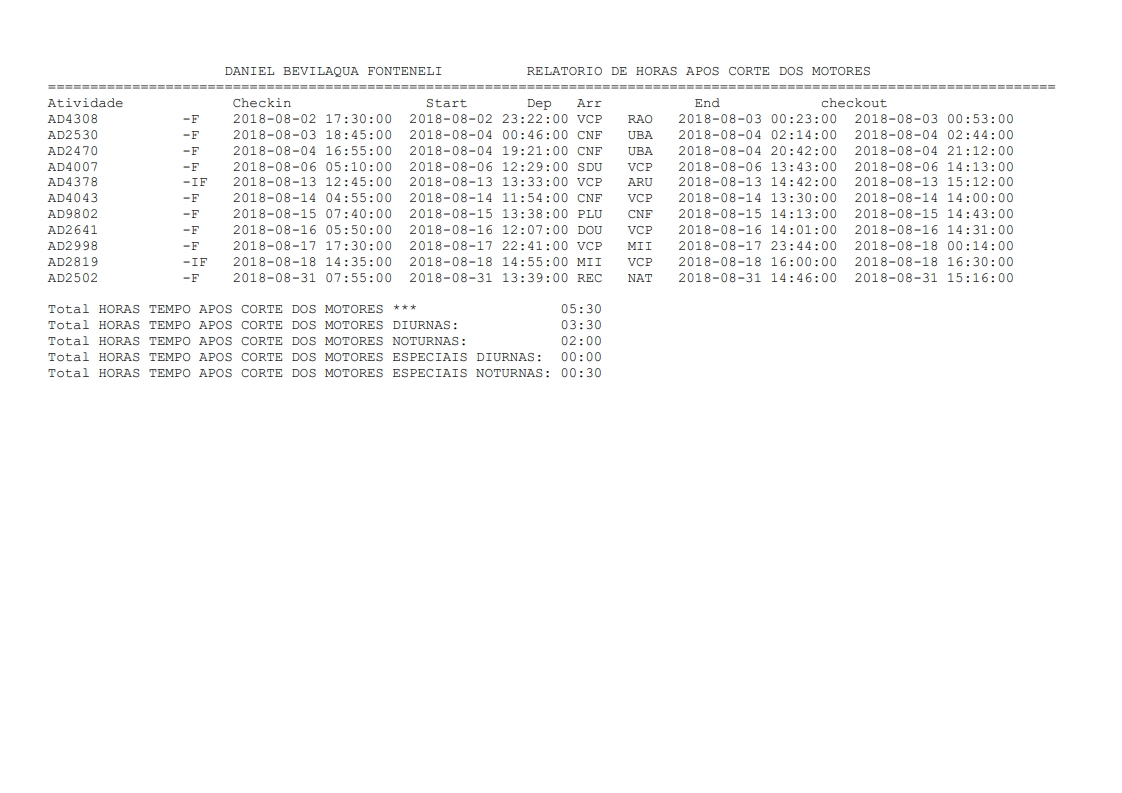 DANIEL BEVILAQUA FONTENELI          RELATORIO DE HORAS APOS CORTE DOS MOTORES
========================================================================================================================
Atividade             Checkin                Start       Dep   Arr           End            checkout
AD4308          -F    2018-08-02 17:30:00  2018-08-02 23:22:00 VCP   RAO   2018-08-03 00:23:00  2018-08-03 00:53:00
AD2530          -F    2018-08-03 18:45:00  2018-08-04 00:46:00 CNF   UBA   2018-08-04 02:14:00  2018-08-04 02:44:00
AD2470          -F    2018-08-04 16:55:00  2018-08-04 19:21:00 CNF   UBA   2018-08-04 20:42:00  2018-08-04 21:12:00
AD4007          -F    2018-08-06 05:10:00  2018-08-06 12:29:00 SDU   VCP   2018-08-06 13:43:00  2018-08-06 14:13:00
AD4378          -IF   2018-08-13 12:45:00  2018-08-13 13:33:00 VCP   ARU   2018-08-13 14:42:00  2018-08-13 15:12:00
AD4043          -F    2018-08-14 04:55:00  2018-08-14 11:54:00 CNF   VCP   2018-08-14 13:30:00  2018-08-14 14:00:00
AD9802          -F    2018-08-15 07:40:00  2018-08-15 13:38:00 PLU   CNF   2018-08-15 14:13:00  2018-08-15 14:43:00
AD2641          -F    2018-08-16 05:50:00  2018-08-16 12:07:00 DOU   VCP   2018-08-16 14:01:00  2018-08-16 14:31:00
AD2998          -F    2018-08-17 17:30:00  2018-08-17 22:41:00 VCP   MII   2018-08-17 23:44:00  2018-08-18 00:14:00
AD2819          -IF   2018-08-18 14:35:00  2018-08-18 14:55:00 MII   VCP   2018-08-18 16:00:00  2018-08-18 16:30:00
AD2502          -F    2018-08-31 07:55:00  2018-08-31 13:39:00 REC   NAT   2018-08-31 14:46:00  2018-08-31 15:16:00
Total HORAS TEMPO APOS CORTE DOS MOTORES ***                 05:30
Total HORAS TEMPO APOS CORTE DOS MOTORES DIURNAS:            03:30
Total HORAS TEMPO APOS CORTE DOS MOTORES NOTURNAS:           02:00
Total HORAS TEMPO APOS CORTE DOS MOTORES ESPECIAIS DIURNAS:  00:00
Total HORAS TEMPO APOS CORTE DOS MOTORES ESPECIAIS NOTURNAS: 00:30